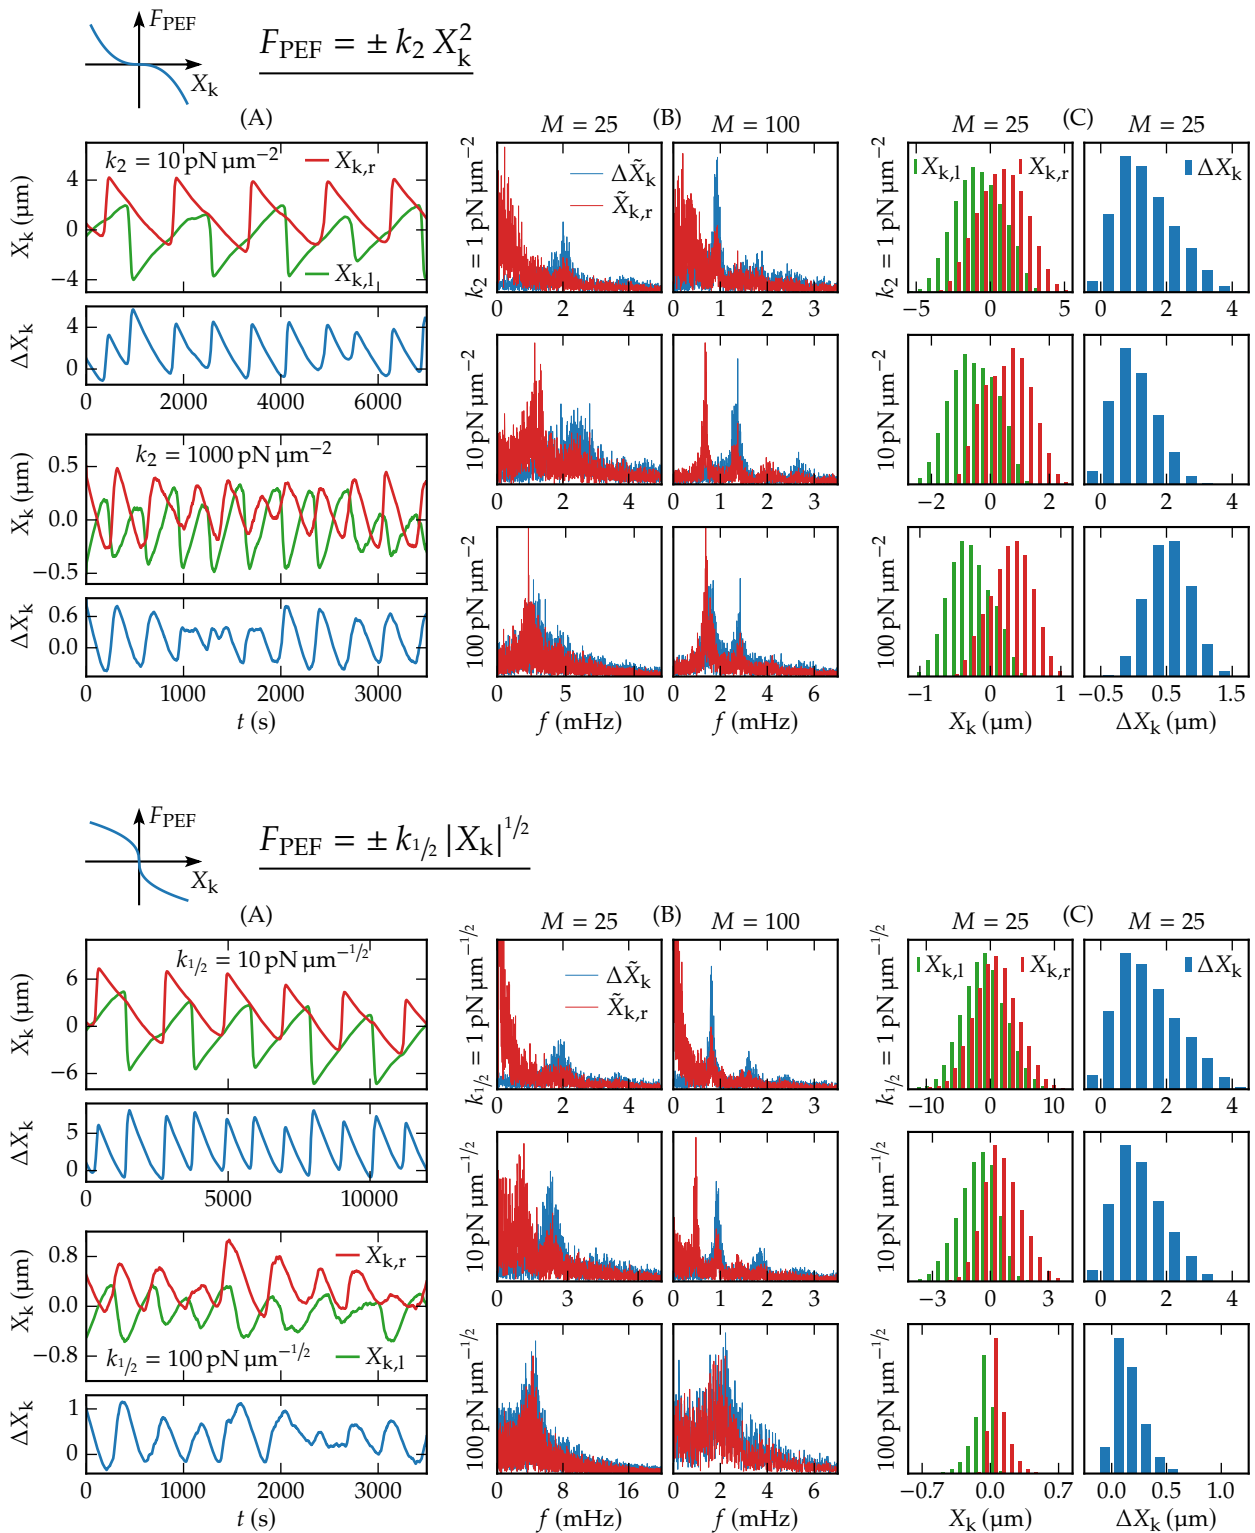 F_PEF
X_k
F_PEF = ± k_2 X_k^2
(A)
(B)
(C)
M = 25
M = 100
M = 25
M = 25
k_2 = 10 pN µm^−2
X_k,r
X_k,l
X_k (µm)
4
0
−4
ΔX_k
4
0
0 2000 4000 6000
k_2 = 1000 pN µm^−2
X_k (µm)
0.5
0.0
−0.5
ΔX_k
0.6
0.0
0 1000 2000 3000
t (s)
k_2 = 1 pN µm^−2
ΔX̃_k
X̃_k,r
0 2 4
0 1 2 3
10 pN µm^−2
0 2 4
0 1 2 3
100 pN µm^−2
0 5 10
0 2 4 6
f (mHz)
f (mHz)
k_2 = 1 pN µm^−2
X_k,l
X_k,r
ΔX_k
−5 0 5
0 2 4
10 pN µm^−2
−2 0 2
0 2 4
100 pN µm^−2
−1 0 1
−0.5 0.5 1.5
X_k (µm)
ΔX_k (µm)
F_PEF
X_k
F_PEF = ± k_1/2 |X_k|^1/2
(A)
(B)
(C)
M = 25
M = 100
M = 25
M = 25
k_1/2 = 10 pN µm^−1/2
X_k (µm)
6
0
−6
ΔX_k
5
0
0 5000 10000
X_k,r
X_k (µm)
0.8
0.0
−0.8
k_1/2 = 100 pN µm^−1/2
X_k,l
ΔX_k
1
0
0 1000 2000 3000
t (s)
k_1/2 = 1 pN µm^−1/2
ΔX̃_k
X̃_k,r
0 2 4
0 1 2 3
10 pN µm^−1/2
0 3 6
0 1 2 3
100 pN µm^−1/2
0 8 16
0 2 4 6
f (mHz)
f (mHz)
k_1/2 = 1 pN µm^−1/2
X_k,l
X_k,r
ΔX_k
−10 0 10
0 2 4
10 pN µm^−1/2
−3 0 3
0 2 4
100 pN µm^−1/2
−0.7 0.0 0.7
0.0 0.5 1.0
X_k (µm)
ΔX_k (µm)